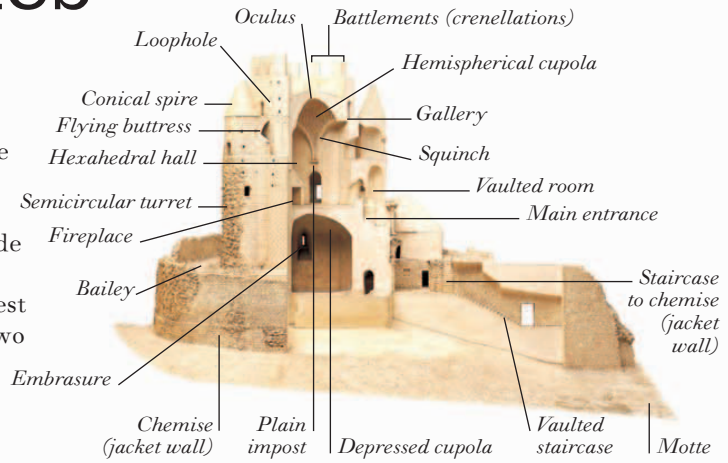 Oculus
Battlements (crenellations)
Loophole
Hemispherical cupola
Conical spire
Gallery
Flying buttress
Squinch
Hexahedral hall
Vaulted room
Semicircular turret
Main entrance
Fireplace
Bailey
Staircase
to chemise
(jacket
wall)
Embrasure
Chemise
(jacket wall)
Plain
impost
Depressed cupola
Vaulted
staircase
Motte